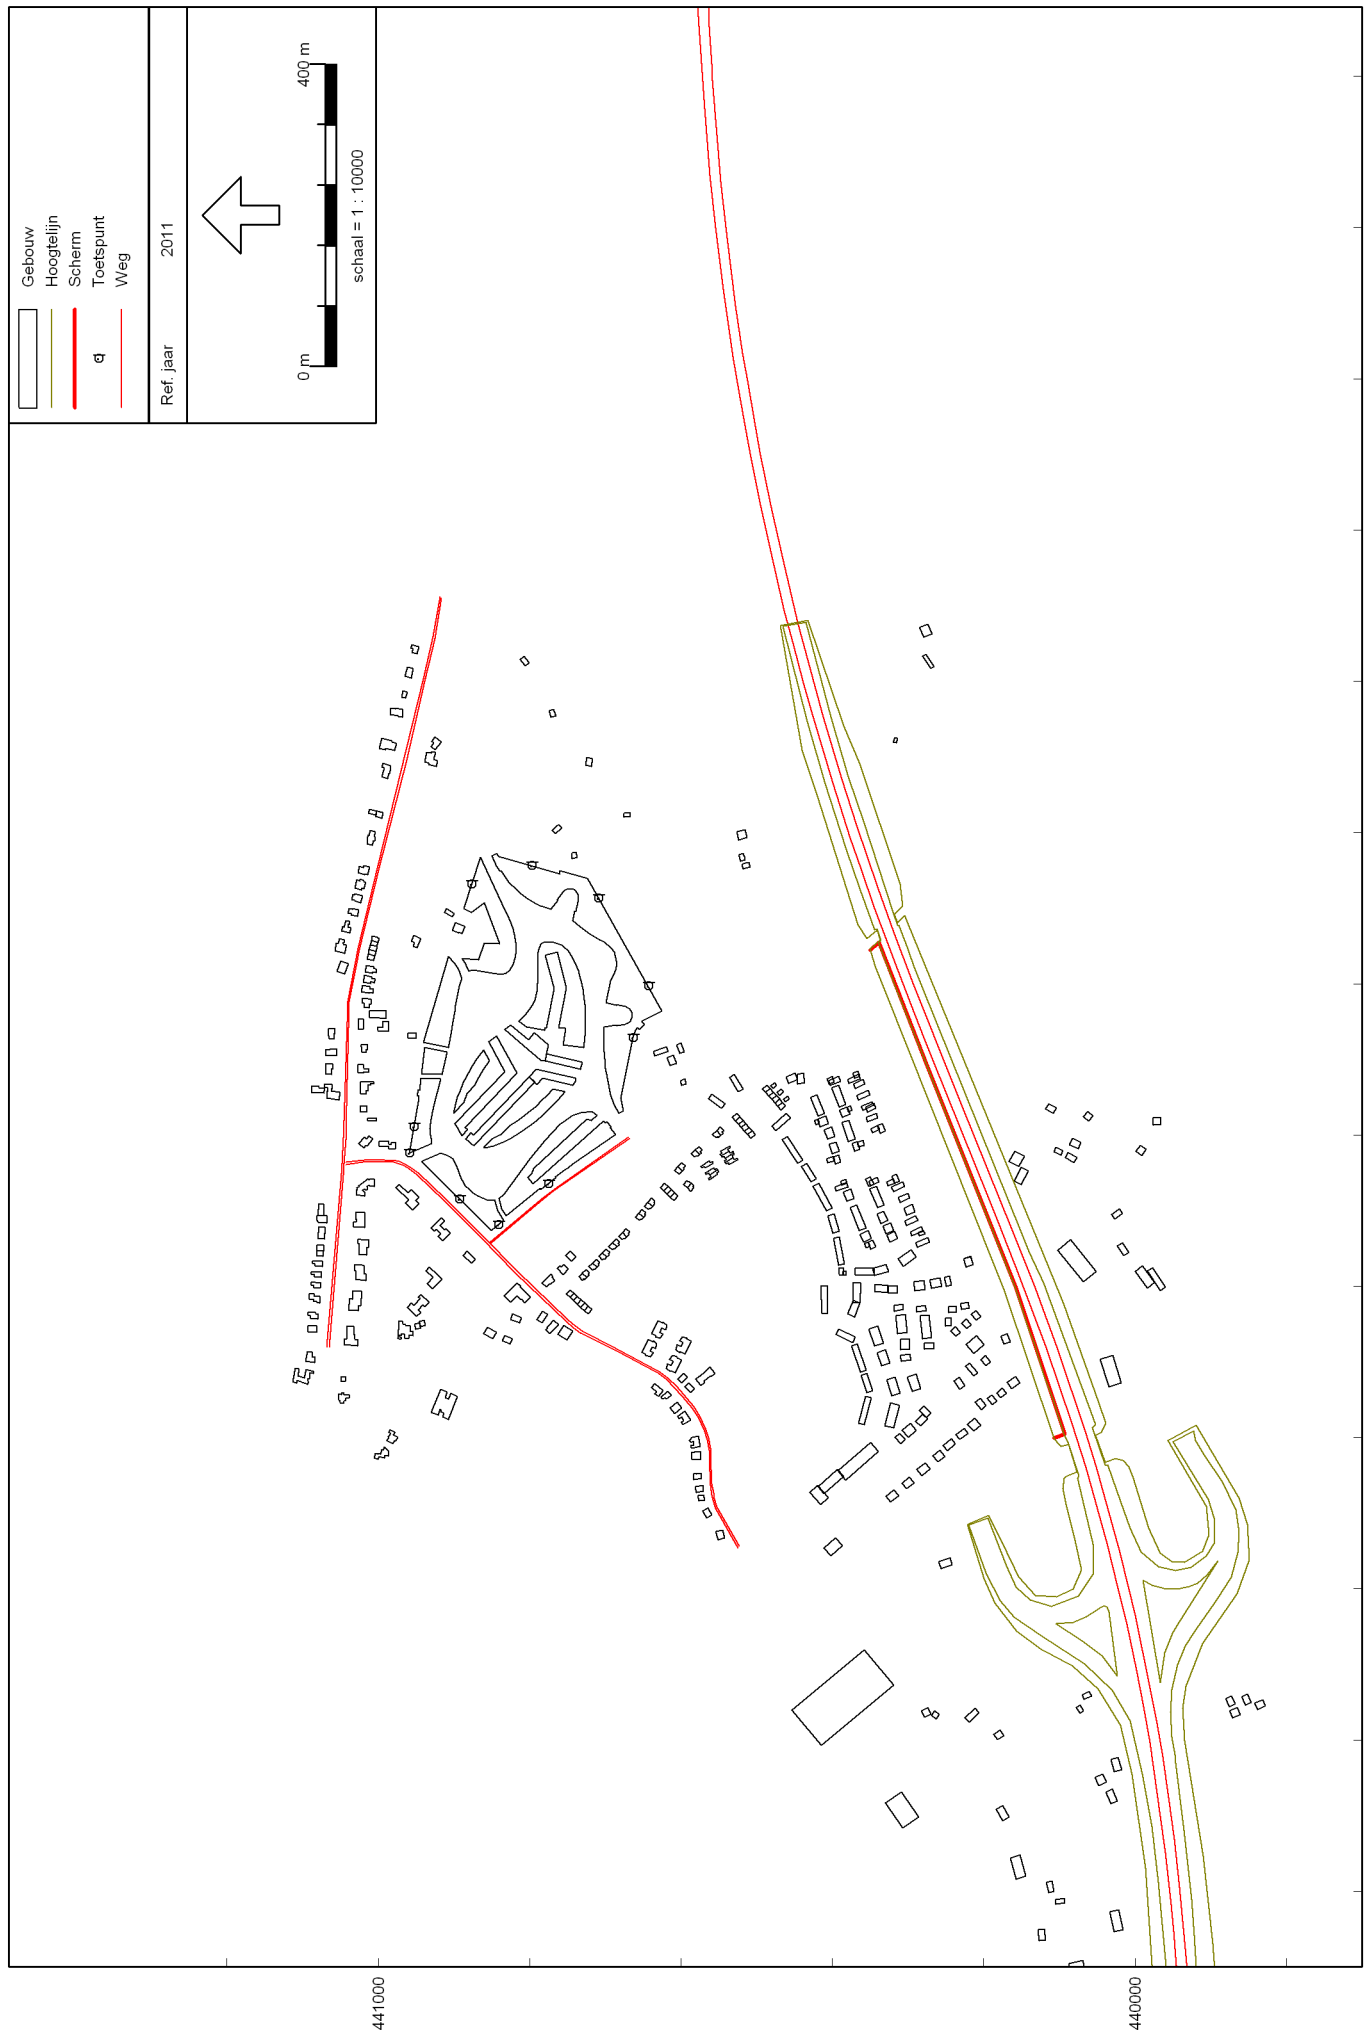 Gebouw
Hoogtelijn
Scherm
Toetspunt
Weg
Ref. jaar 2011
0 m 400 m
schaal = 1 : 10000
441000
440000